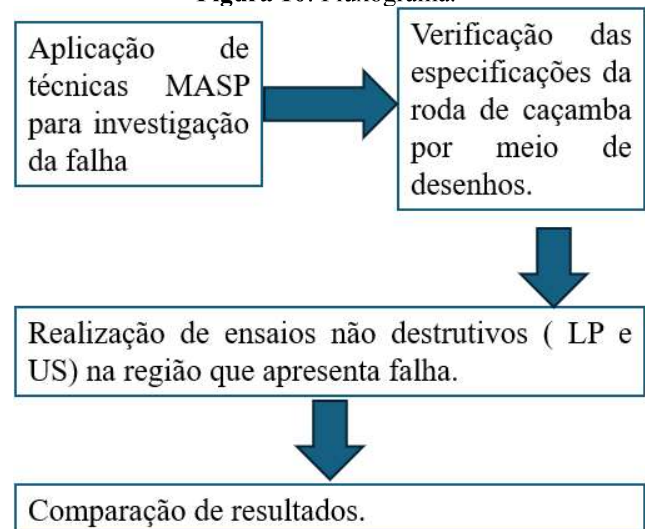 Aplicação de
técnicas MASP
para investigação
da falha
Verificação das
especificações da
roda de caçamba
por meio de
desenhos.
Realização de ensaios não destrutivos ( LP e
US) na região que apresenta falha.
Comparação de resultados.